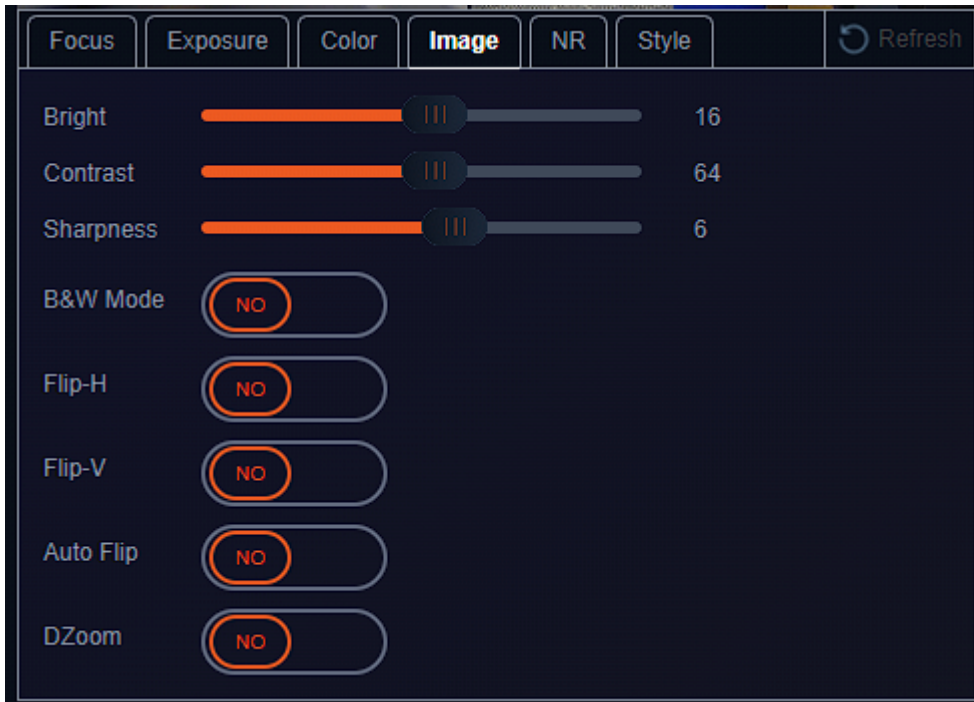 Focus Exposure Color Image NR Style Refresh
Bright 16
Contrast 64
Sharpness 6
B&W Mode NO
Flip-H NO
Flip-V NO
Auto Flip NO
DZoom NO